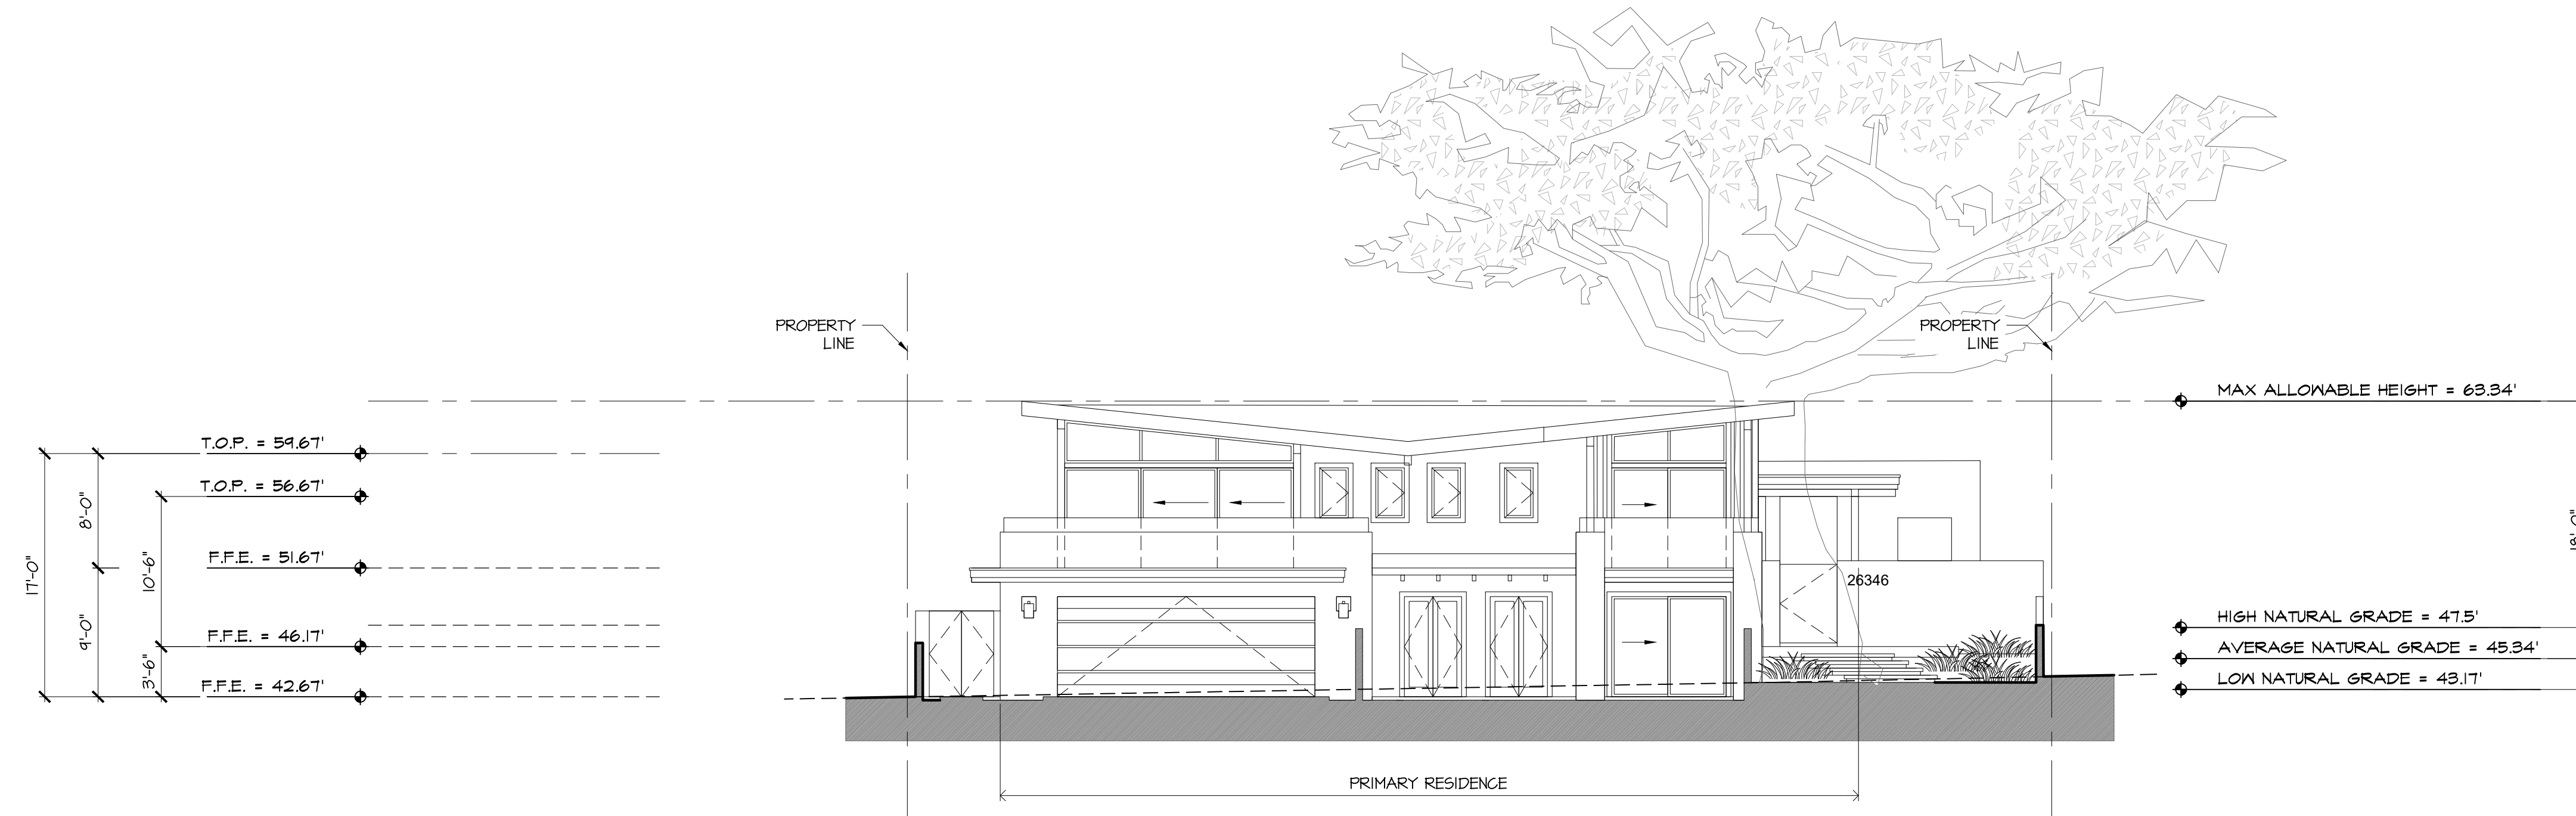 PROPERTY
LINE
PROPERTY
LINE
MAX ALLOWABLE HEIGHT = 63.34'
T.O.P. = 59.67'
T.O.P. = 56.67'
8'-0"
18'-0"
17'-0"
10'-6"
F.F.E. = 51.67'
26346
9'-0"
HIGH NATURAL GRADE = 47.5'
F.F.E. = 46.17'
AVERAGE NATURAL GRADE = 45.34'
3'-6"
F.F.E. = 42.67'
LOW NATURAL GRADE = 43.17'
PRIMARY RESIDENCE